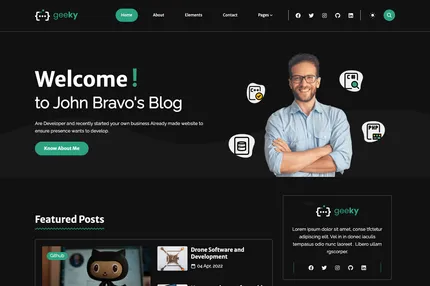 geeky
Home About Elements Contact Pages
Welcome!
to John Bravo's Blog
Are Developer and recently started your own business Already made website to
ensure presence wants to develop
Know About Me
C++
PHP
Featured Posts
Github
Drone Software and
Development
04 Apr, 2022
geeky
Lorem ipsum dolor sit amet, conse ctetur
adipiscing elit. Vel in in donec iaculis
tempasus odio nunc laoreet . Libero ullam
rgscorper.